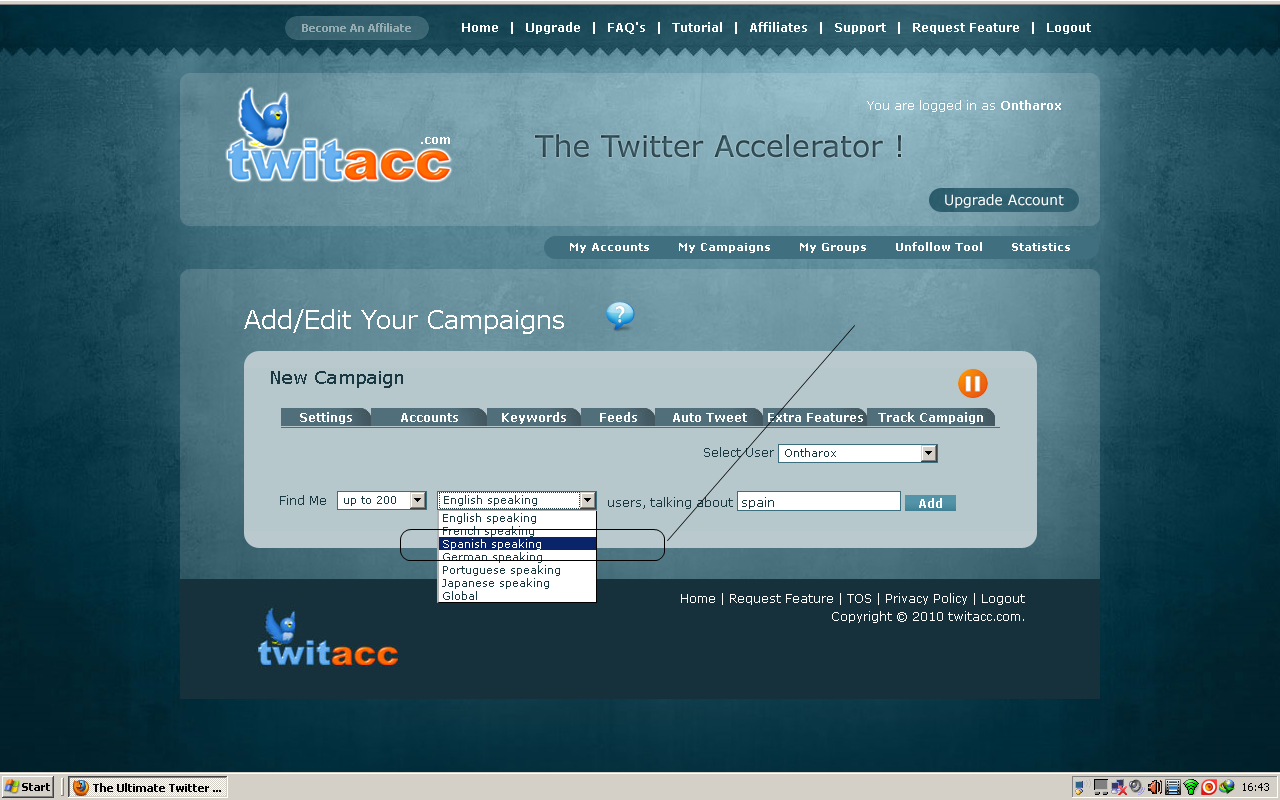 Become An Affiliate Home | Upgrade | FAQ's | Tutorial | Affiliates | Support | Request Feature | Logout
You are logged in as Ontharox
twitacc.com
The Twitter Accelerator !
Upgrade Account
My Accounts My Campaigns My Groups Unfollow Tool Statistics
Add/Edit Your Campaigns ?
New Campaign
Settings Accounts Keywords Feeds Auto Tweet Extra Features Track Campaign
Select User Ontharox
Find Me up to 200 English speaking users, talking about spain Add
English speaking
French speaking
Spanish speaking
German speaking
Portuguese speaking
Japanese speaking
Global
Home | Request Feature | TOS | Privacy Policy | Logout
Copyright © 2010 twitacc.com.
twitacc
Start The Ultimate Twitter ... 16:43